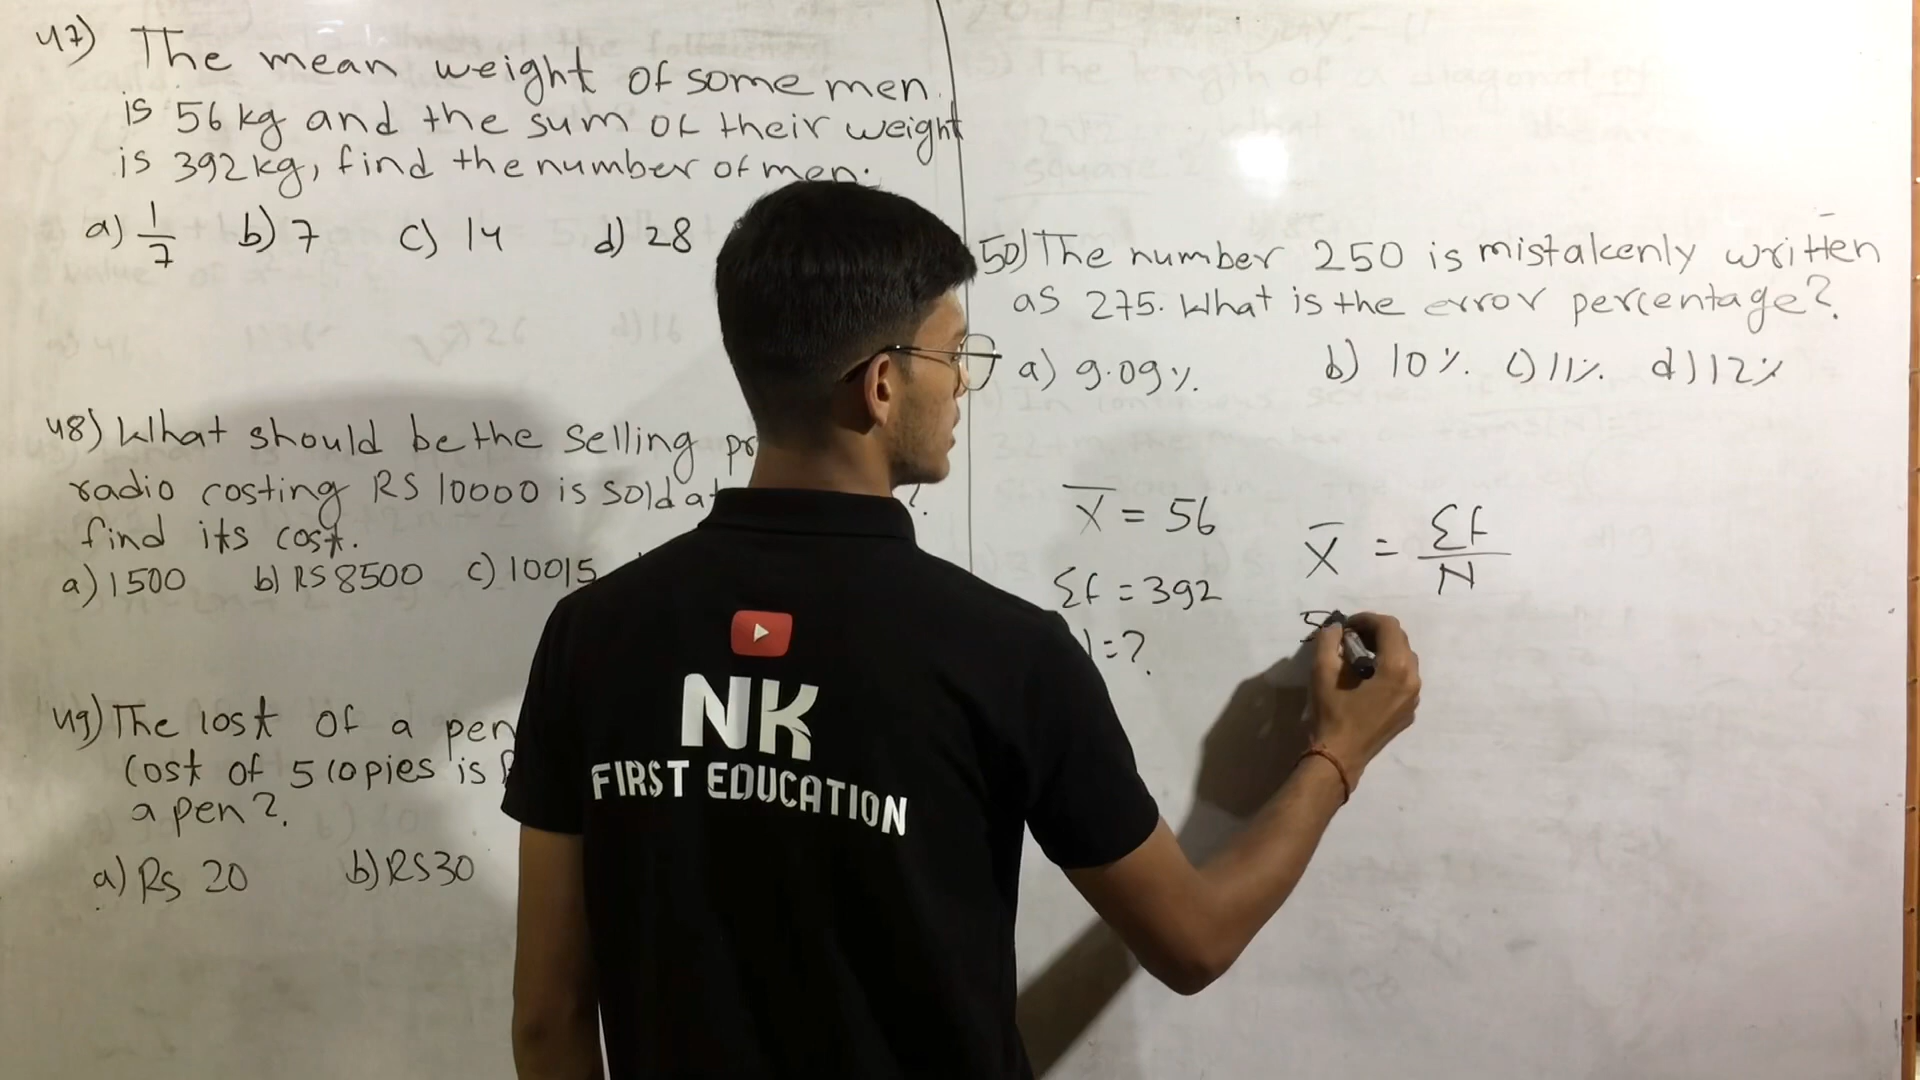 47) The mean weight of some men
is 56 kg and the sum of their weight
is 392 kg, find the number of men.
a) 1/7 b) 7 c) 14 d) 28
48) What should be the selling
radio costing RS 10000 is sold at ?
find its cost.
a) 1500 b) RS 8500 c) 10015
49) The cost of a pen
cost of 5 copies is
a pen?
a) Rs 20 b) RS 30
50) The number 250 is mistakenly written
as 275. What is the error percentage?
a) 9.09% b) 10% c) 11% d) 12%
X̅ = 56
Σf = 392
=?
X̅ = Σf/N
NK
FIRST EDUCATION